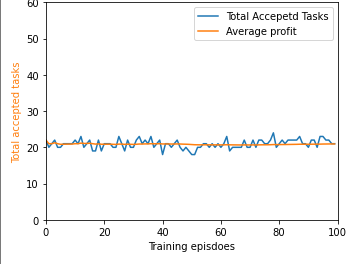 60
Total Accepetd Tasks
Average profit
50
40
30
20
10
0
Total accepted tasks
0 20 40 60 80 100
Training episdoes